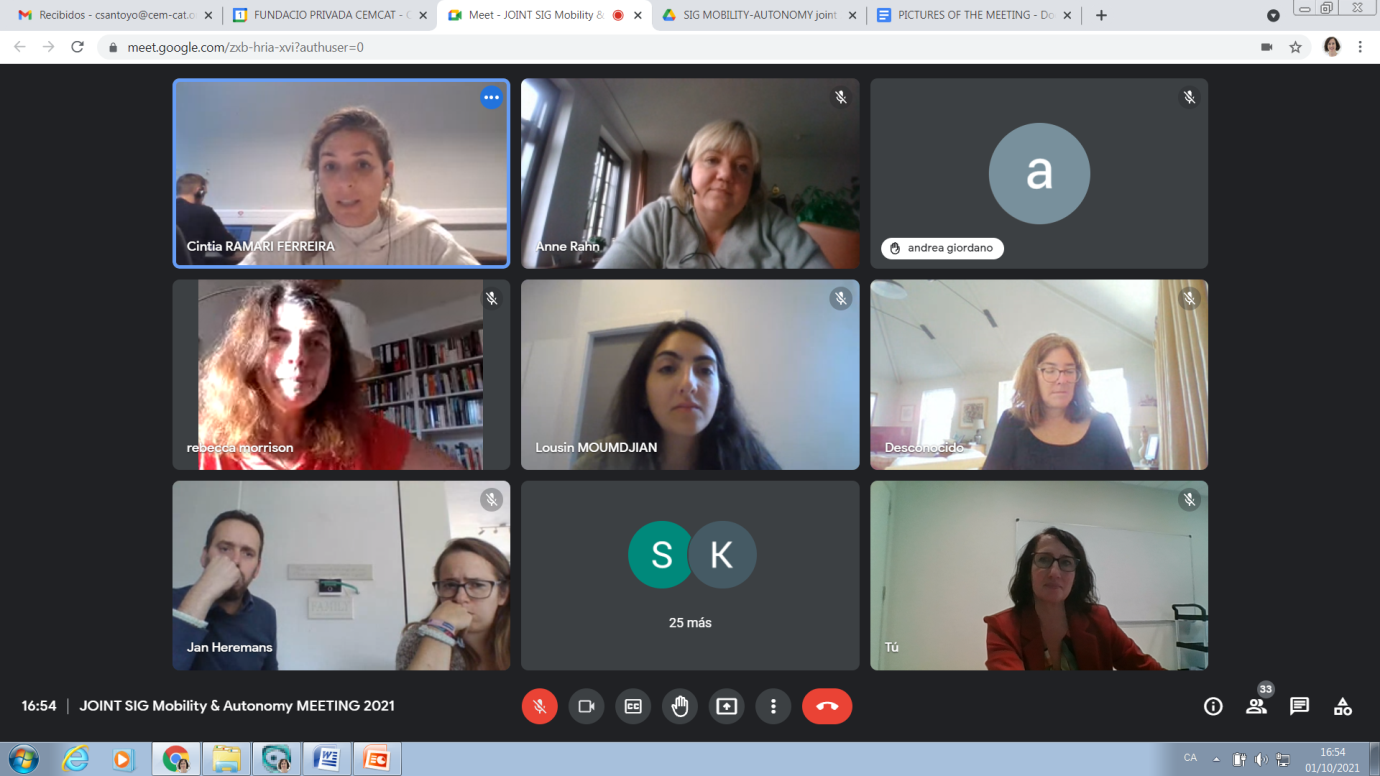 Recibidos - csantoyo@cem-cat.o
FUNDACIO PRIVADA CEMCAT - C
Meet - JOINT SIG Mobility &
SIG MOBILITY-AUTONOMY joint
PICTURES OF THE MEETING - Do
meet.google.com/zxb-hria-xvi?authuser=0
a
Cintia RAMARI FERREIRA
Anne Rahn
andrea giordano
rebecca morrison
Lousin MOUMDJIAN
Desconocido
FAMILY
S K
25 más
Jan Heremans
Tú
33
16:54 | JOINT SIG Mobility & Autonomy MEETING 2021
CA
16:54
01/10/2021